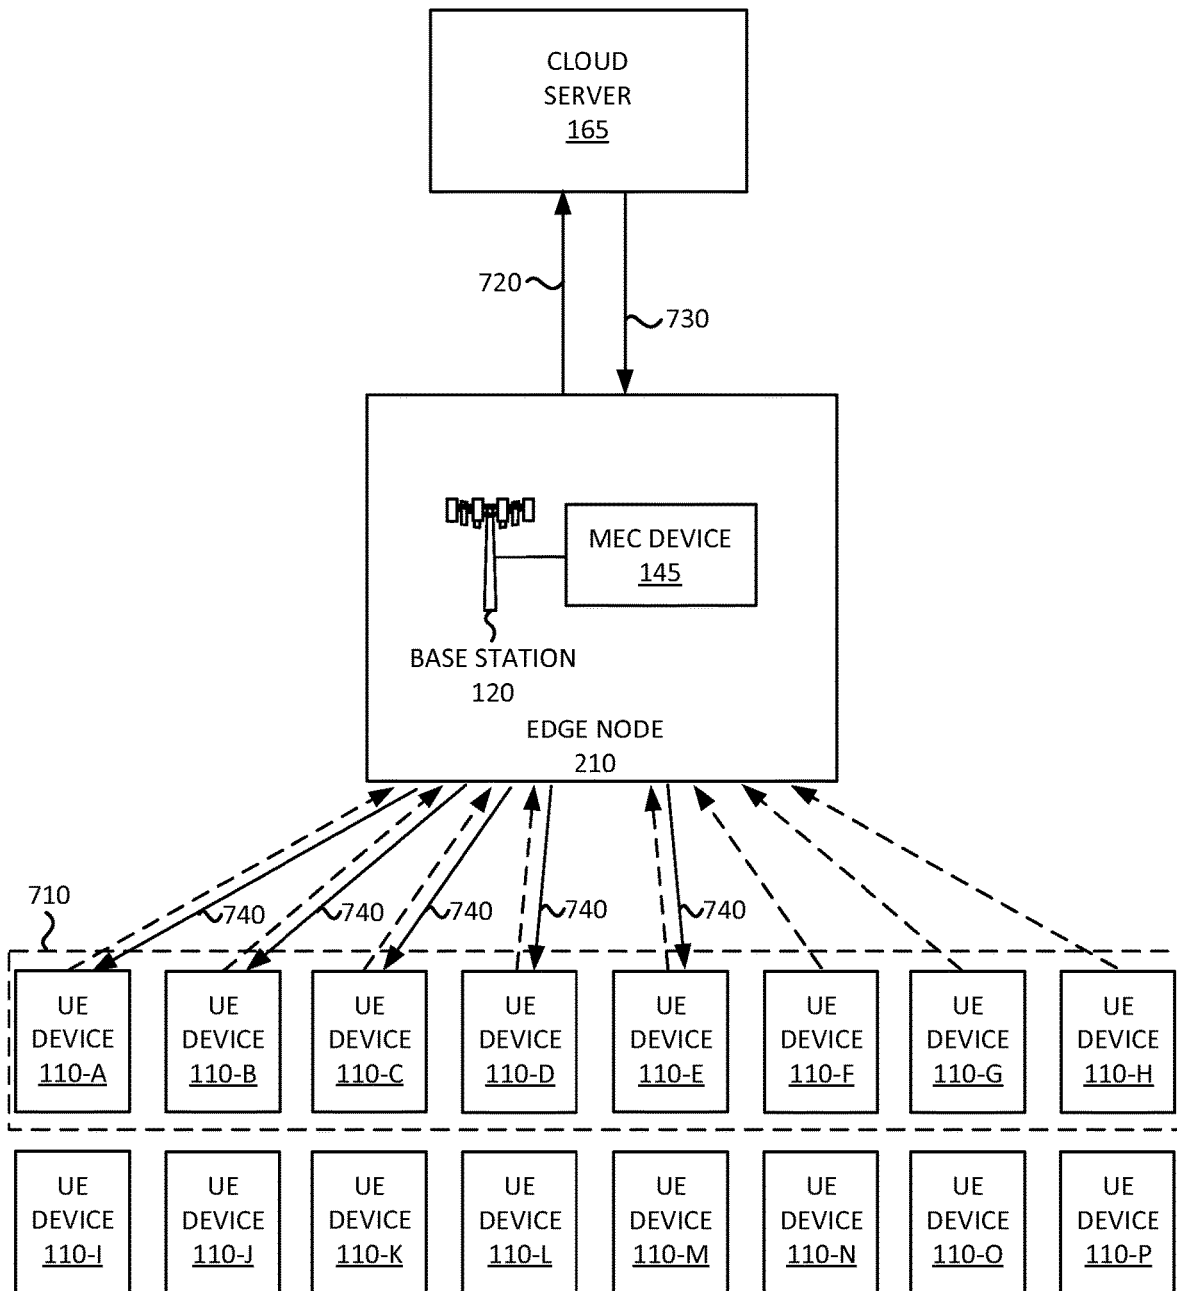 CLOUD
SERVER
165
720
730
MEC DEVICE
145
BASE STATION
120
EDGE NODE
210
710
740
740
740
740
740
UE
DEVICE
110-A
UE
DEVICE
110-B
UE
DEVICE
110-C
UE
DEVICE
110-D
UE
DEVICE
110-E
UE
DEVICE
110-F
UE
DEVICE
110-G
UE
DEVICE
110-H
UE
DEVICE
110-I
UE
DEVICE
110-J
UE
DEVICE
110-K
UE
DEVICE
110-L
UE
DEVICE
110-M
UE
DEVICE
110-N
UE
DEVICE
110-O
UE
DEVICE
110-P